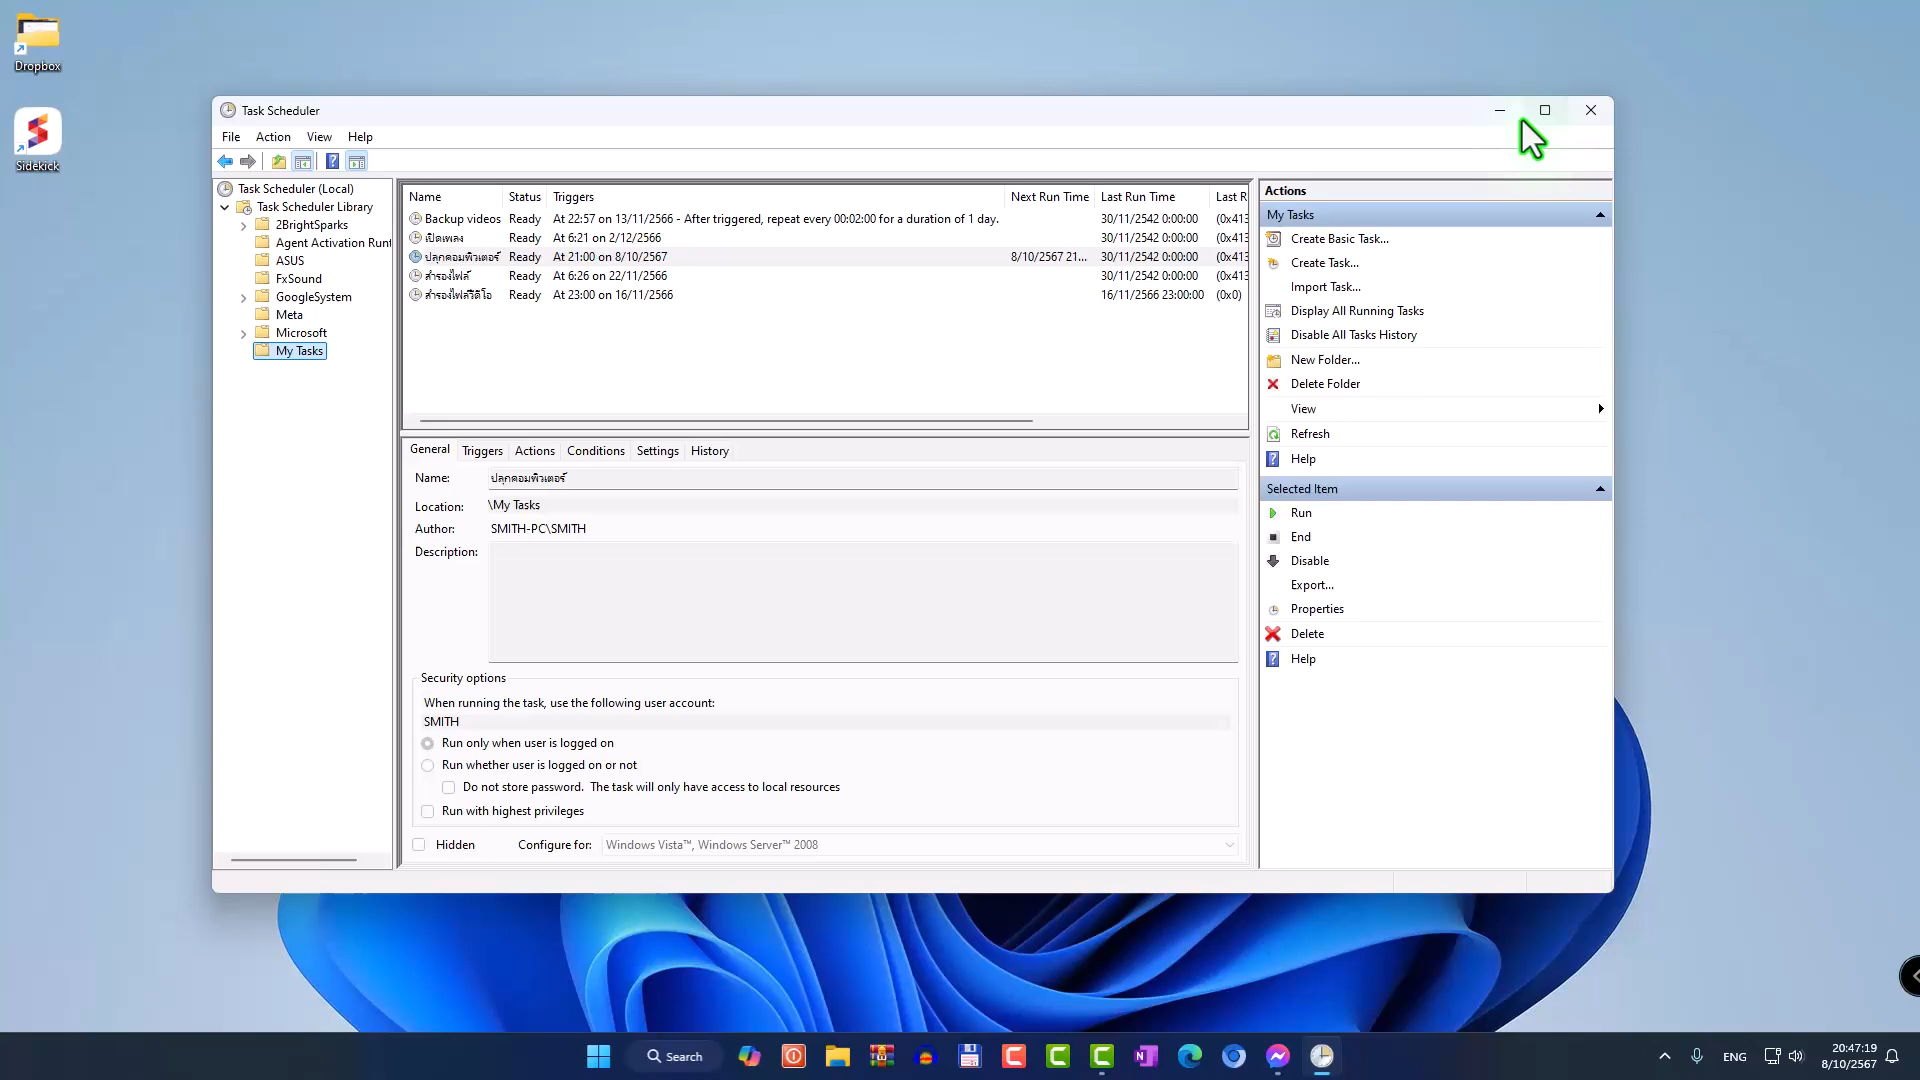 Dropbox
Sidekick
Task Scheduler
File Action View Help
Task Scheduler (Local)
Task Scheduler Library
2BrightSparks
Agent Activation Runt
ASUS
FxSound
GoogleSystem
Meta
Microsoft
My Tasks
Name Status Triggers Next Run Time Last Run Time Last R
Backup videos Ready At 22:57 on 13/11/2566 - After triggered, repeat every 00:02:00 for a duration of 1 day. 30/11/2542 0:00:00 (0x413
เปิดเพลง Ready At 6:21 on 2/12/2566 30/11/2542 0:00:00 (0x413
ปลุกคอมพิวเตอร์ Ready At 21:00 on 8/10/2567 8/10/2567 21... 30/11/2542 0:00:00 (0x413
สำรองไฟล์ Ready At 6:26 on 22/11/2566 30/11/2542 0:00:00 (0x413
สำรองไฟล์วีดีโอ Ready At 23:00 on 16/11/2566 16/11/2566 23:00:00 (0x0)
General Triggers Actions Conditions Settings History
Name: ปลุกคอมพิวเตอร์
Location: \My Tasks
Author: SMITH-PC\SMITH
Description:
Security options
When running the task, use the following user account:
SMITH
Run only when user is logged on
Run whether user is logged on or not
Do not store password. The task will only have access to local resources
Run with highest privileges
Hidden Configure for: Windows Vista™, Windows Server™ 2008
Actions
My Tasks
Create Basic Task...
Create Task...
Import Task...
Display All Running Tasks
Disable All Tasks History
New Folder...
Delete Folder
View
Refresh
Help
Selected Item
Run
End
Disable
Export...
Properties
Delete
Help
Search
ENG
20:47:19
8/10/2567